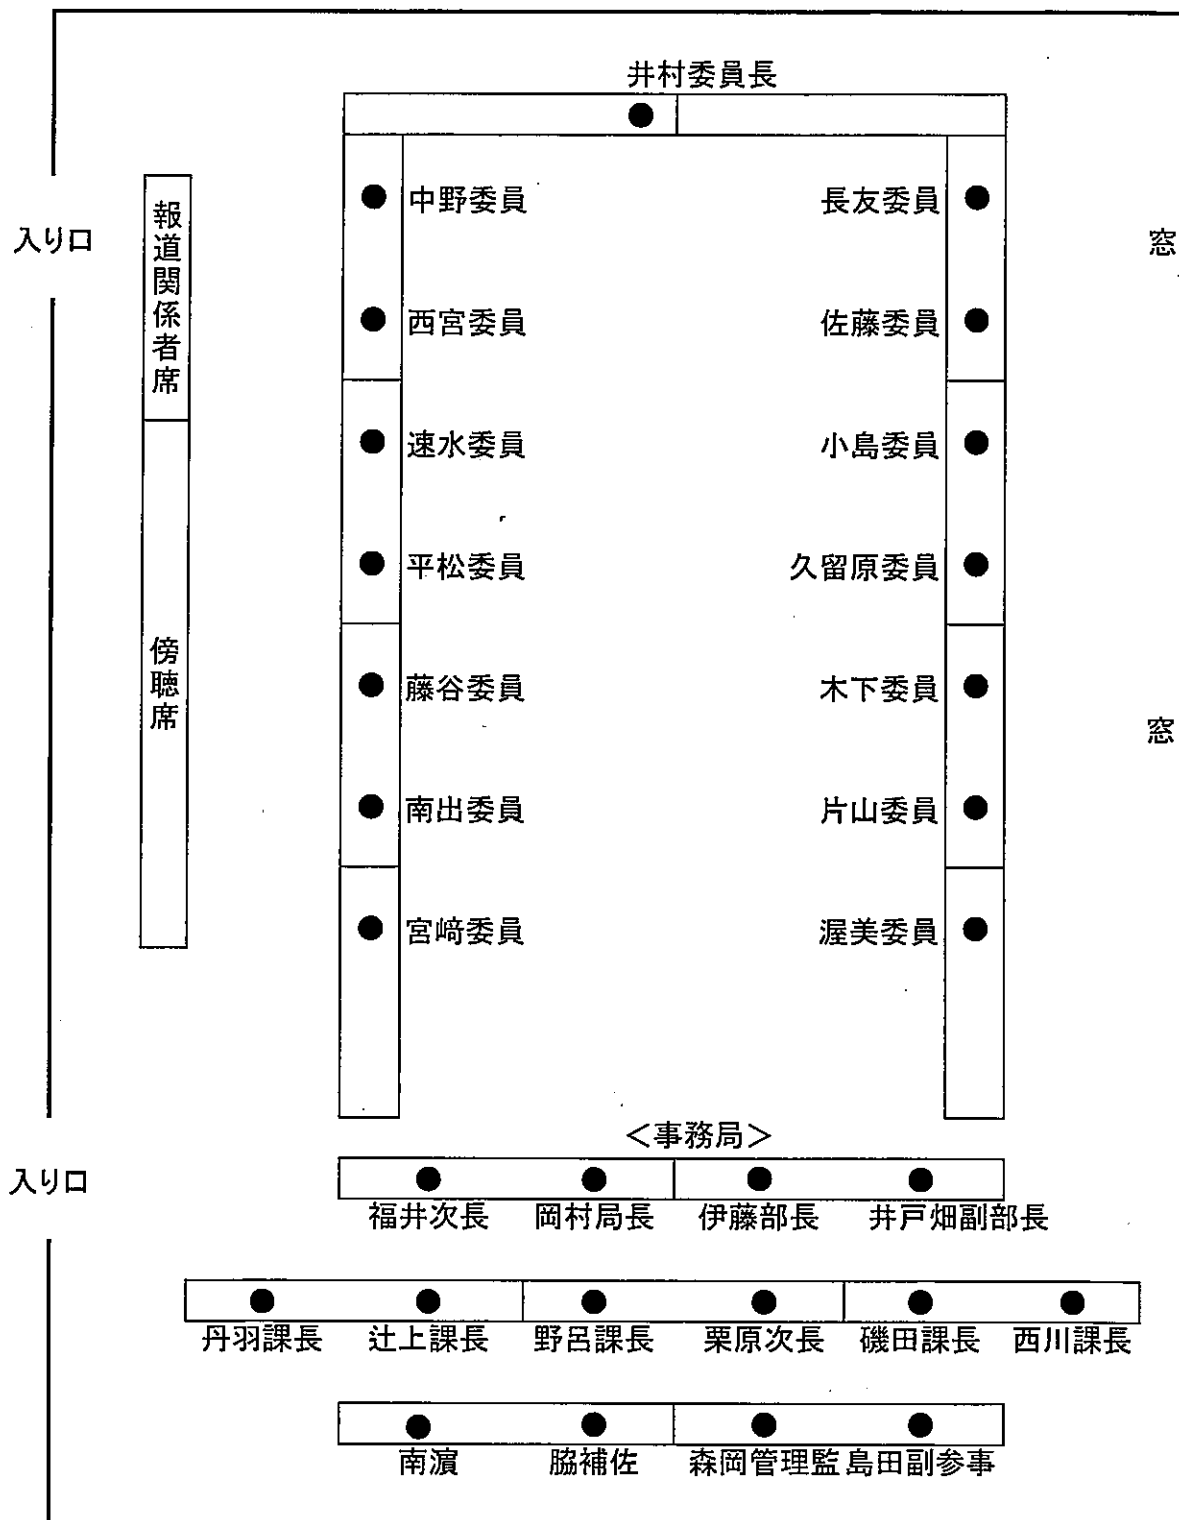 井村委員長
中野委員
長友委員
入り口
報道関係者席
窓
西宮委員
佐藤委員
速水委員
小島委員
平松委員
久留原委員
傍聴席
藤谷委員
木下委員
窓
南出委員
片山委員
宮﨑委員
渥美委員
<事務局>
入り口
福井次長 岡村局長 伊藤部長 井戸畑副部長
丹羽課長 辻上課長 野呂課長 栗原次長 磯田課長 西川課長
南濵 脇補佐 森岡管理監 島田副参事